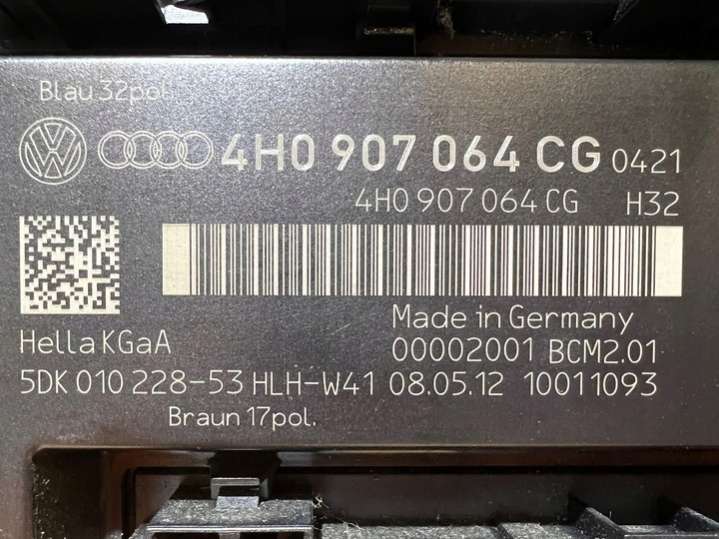 Blau 32pol.
4H0 907 064 CG 0421
4H0 907 064 CG H32
Made in Germany
Hella KGaA 00002001 BCM2.01
5DK 010 228-53 HLH-W41 08.05.12 10011093
Braun 17pol.